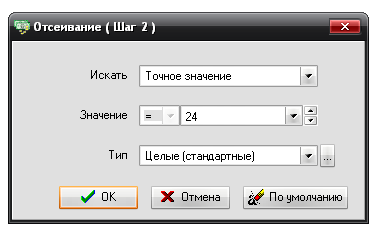 Отсеивание ( Шаг 2 )
Искать Точное значение
Значение = 24
Тип Целые (стандартные) ...
OK Отмена По умолчанию